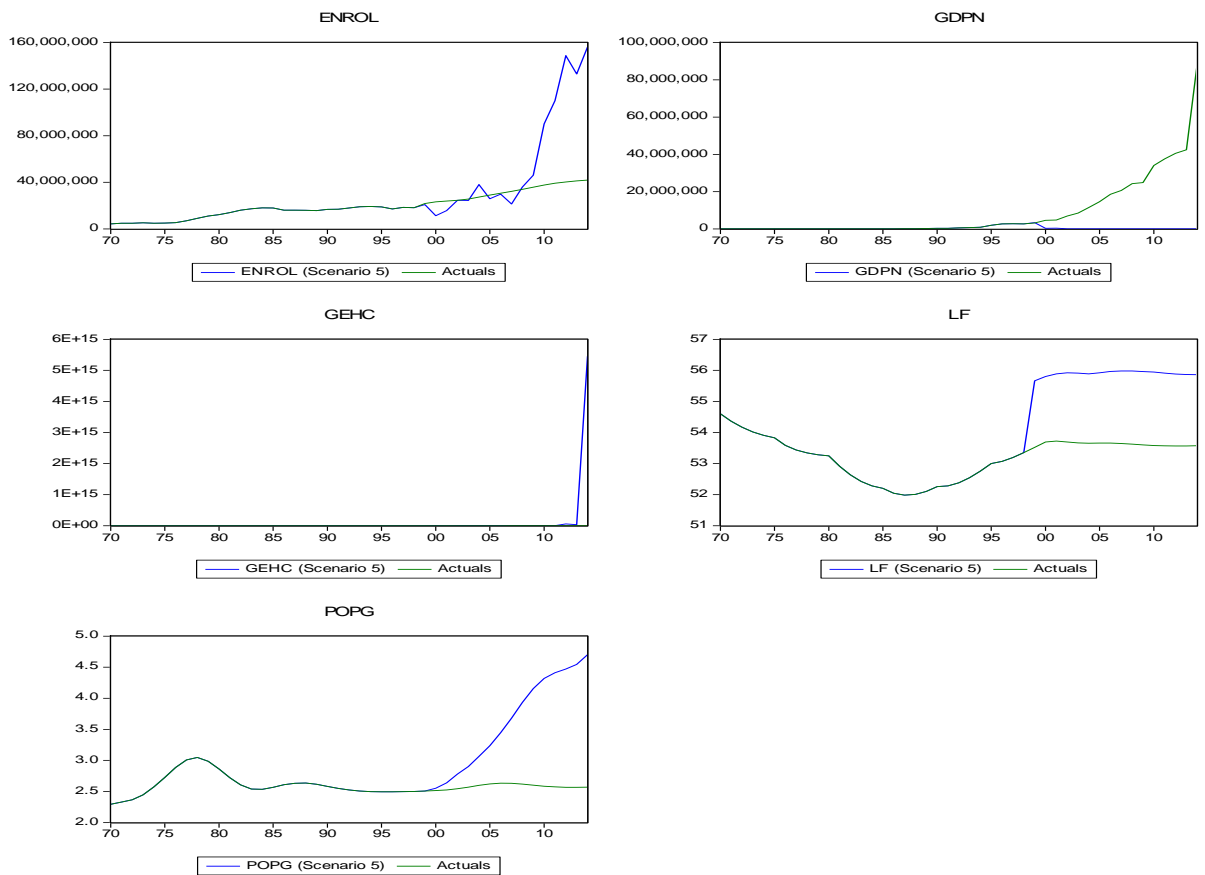 ENROL
160,000,000
120,000,000
80,000,000
40,000,000
0
70 75 80 85 90 95 00 05 10
ENROL (Scenario 5) Actuals
GDPN
100,000,000
80,000,000
60,000,000
40,000,000
20,000,000
0
70 75 80 85 90 95 00 05 10
GDPN (Scenario 5) Actuals
GEHC
6E+15
5E+15
4E+15
3E+15
2E+15
1E+15
0E+00
70 75 80 85 90 95 00 05 10
GEHC (Scenario 5) Actuals
LF
57
56
55
54
53
52
51
70 75 80 85 90 95 00 05 10
LF (Scenario 5) Actuals
POPG
5.0
4.5
4.0
3.5
3.0
2.5
2.0
70 75 80 85 90 95 00 05 10
POPG (Scenario 5) Actuals